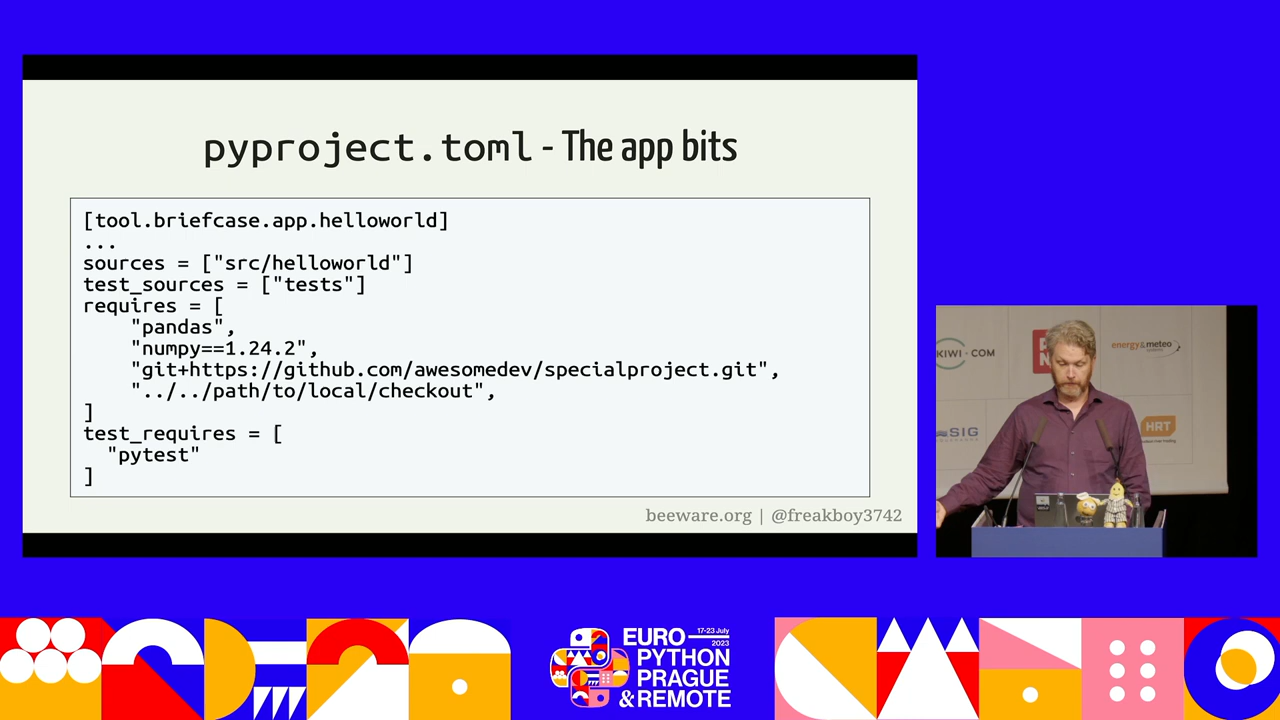 pyproject.toml - The app bits
[tool.briefcase.app.helloworld]
...
sources = ["src/helloworld"]
test_sources = ["tests"]
requires = [
    "pandas",
    "numpy==1.24.2",
    "git+https://github.com/awesomedev/specialproject.git",
    "../../path/to/local/checkout",
]
test_requires = [
  "pytest"
]
beeware.org | @freakboy3742
KIWI.COM
energy&meteo
SIG
HRT
EURO
17-23 July
2023
PYTHON
PRAGUE
&REMOTE